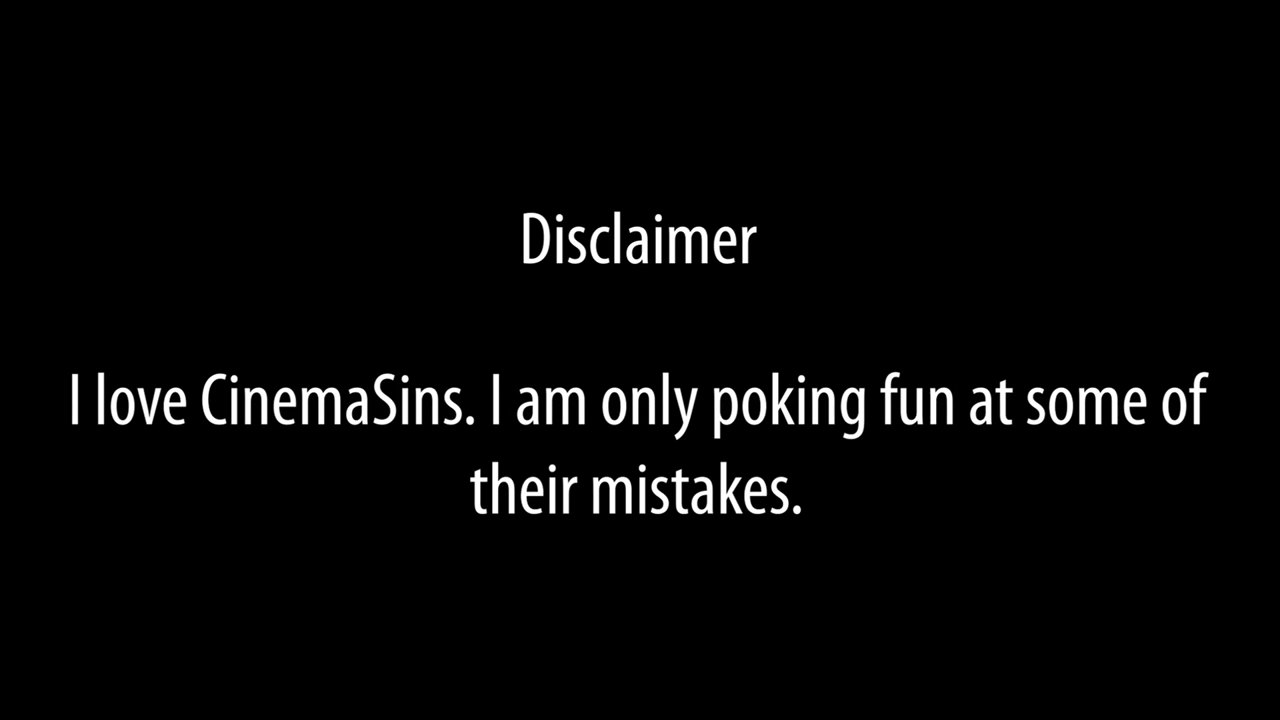 Disclaimer
I love CinemaSins. I am only poking fun at some of
their mistakes.